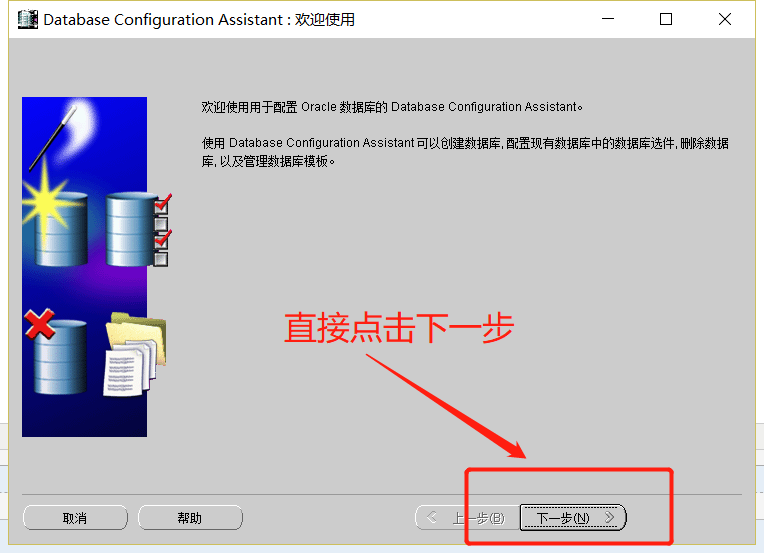 Database Configuration Assistant : 欢迎使用
欢迎使用用于配置 Oracle 数据库的 Database Configuration Assistant。
使用 Database Configuration Assistant 可以创建数据库, 配置现有数据库中的数据库选件, 删除数据
库, 以及管理数据库模板。
直接点击下一步
取消 帮助 上一步(B) 下一步(N)